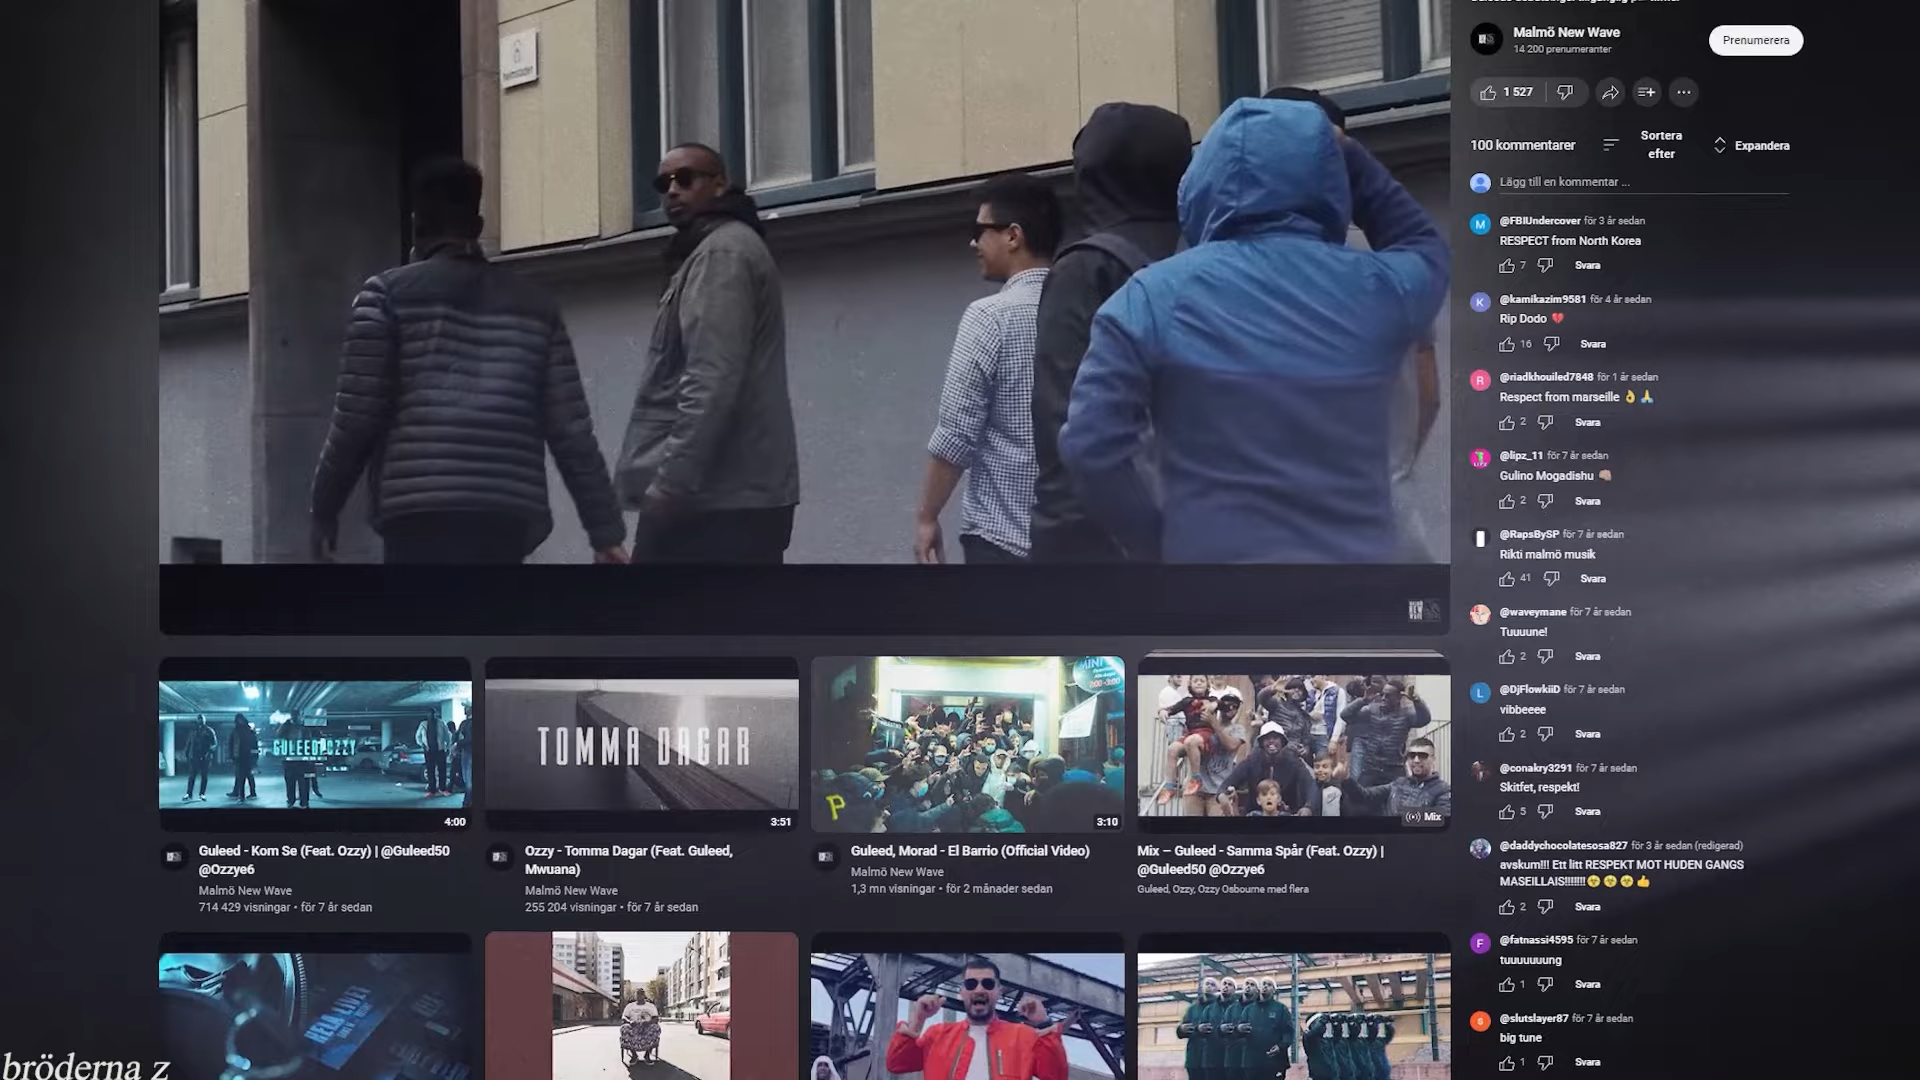 Malmö New Wave
14 200 prenumeranter
Prenumerera
1 527
100 kommentarer
Sortera
efter
Expandera
Lägg till en kommentar ...
@FBIUndercover för 3 år sedan
RESPECT from North Korea
7 Svara
@kamikazim9581 för 4 år sedan
Rip Dodo 💔
16 Svara
@riadkhouiled7848 för 1 år sedan
Respect from marseille 👌🙏
2 Svara
@lipz_11 för 7 år sedan
Gulino Mogadishu 👊🏼
2 Svara
@RapsBySP för 7 år sedan
Rikti malmö musik
41 Svara
@waveymane för 7 år sedan
Tuuuune!
2 Svara
@DjFlowkiiD för 7 år sedan
vibbeeee
2 Svara
@conakry3291 för 7 år sedan
Skitfet, respekt!
5 Svara
@daddychocolatesosa827 för 3 år sedan (redigerad)
avskum!!! Ett litt RESPEKT MOT HUDEN GANGS
MASEILLAIS!!!!!!!
2 Svara
@fatnassi4595 för 7 år sedan
tuuuuuuung
1 Svara
@slutslayer87 för 7 år sedan
big tune
1 Svara
GULEED OZZY
4:00
Guleed - Kom Se (Feat. Ozzy) | @Guleed50
@Ozzye6
Malmö New Wave
714 429 visningar • för 7 år sedan
TOMMA DAGAR
3:51
Ozzy - Tomma Dagar (Feat. Guleed,
Mwuana)
Malmö New Wave
255 204 visningar • för 7 år sedan
MINI
P
3:10
Guleed, Morad - El Barrio (Official Video)
Malmö New Wave
1,3 mn visningar • för 2 månader sedan
Mix
Mix – Guleed - Samma Spår (Feat. Ozzy) |
@Guleed50 @Ozzye6
Guleed, Ozzy, Ozzy Osbourne med flera
HELA LIVET
bröderna z